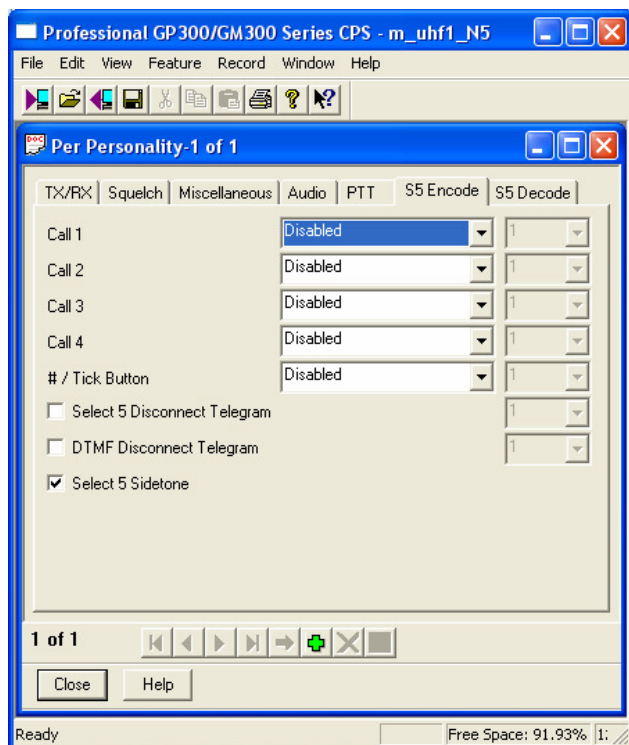 Professional GP300/GM300 Series CPS - m_uhf1_N5
File Edit View Feature Record Window Help
DOC
Per Personality-1 of 1
TX/RX Squelch Miscellaneous Audio PTT S5 Encode S5 Decode
Call 1 Disabled 1
Call 2 Disabled 1
Call 3 Disabled 1
Call 4 Disabled 1
# / Tick Button Disabled 1
Select 5 Disconnect Telegram 1
DTMF Disconnect Telegram 1
Select 5 Sidetone
1 of 1
Close Help
Ready Free Space: 91.93%